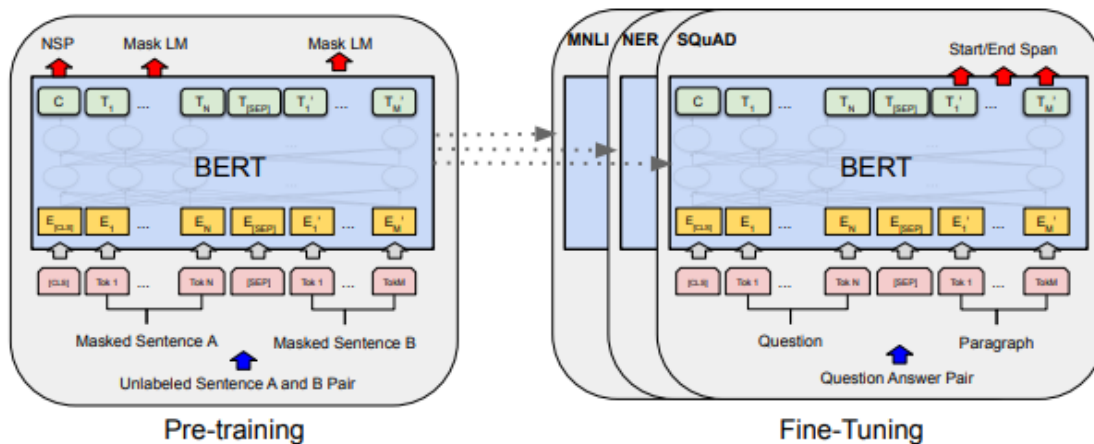 NSP Mask LM Mask LM
C T1 ... TN T[SEP] T1' ... TM'
...
BERT
...
E[CLS] E1 ... EN E[SEP] E1' ... EM'
[CLS] Tok 1 ... Tok N [SEP] Tok 1 ... TokM
Masked Sentence A Masked Sentence B
Unlabeled Sentence A and B Pair
Pre-training
MNLI NER SQuAD
Start/End Span
C T1 ... TN T[SEP] T1' ... TM'
...
BERT
...
E[CLS] E1 ... EN E[SEP] E1' ... EM'
[CLS] Tok 1 ... Tok N [SEP] Tok 1 ... TokM
Question Paragraph
Question Answer Pair
Fine-Tuning